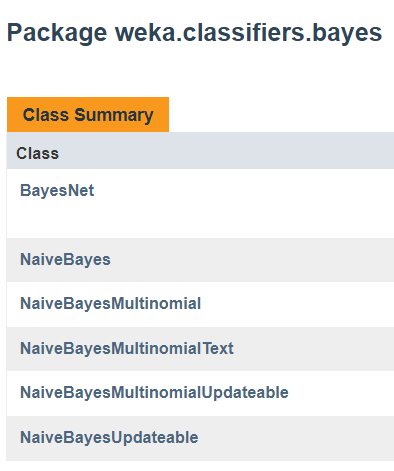 Package weka.classifiers.bayes
Class Summary
Class
BayesNet
NaiveBayes
NaiveBayesMultinomial
NaiveBayesMultinomialText
NaiveBayesMultinomialUpdateable
NaiveBayesUpdateable